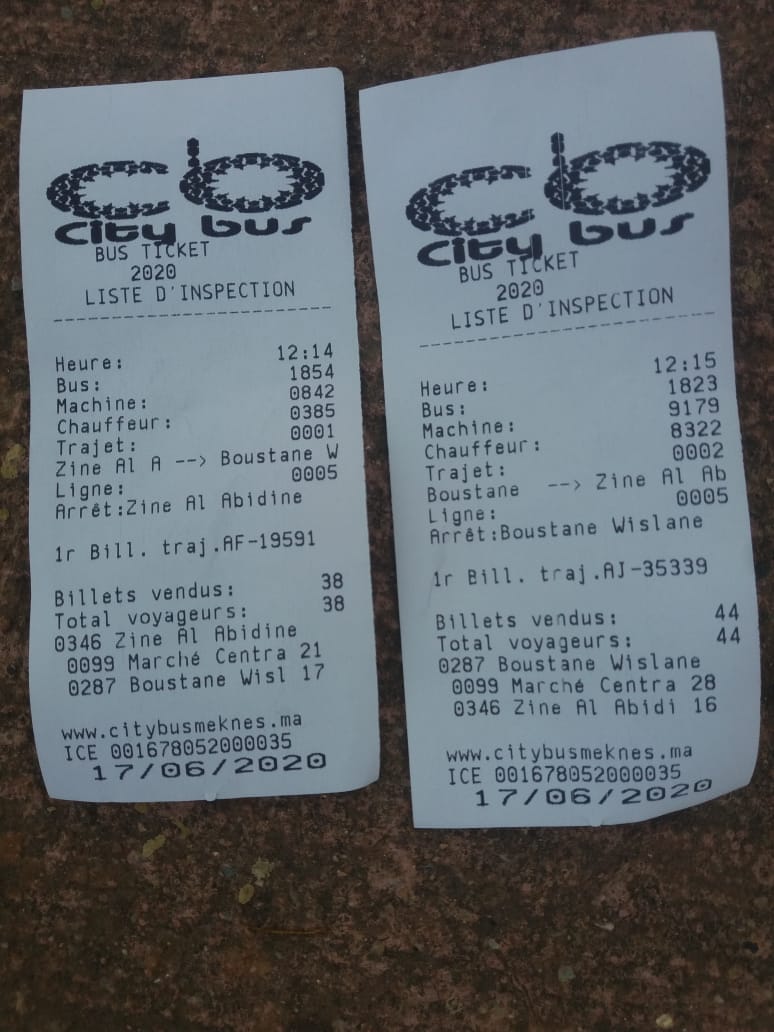 cb
city bus
BUS TICKET
2020
LISTE D'INSPECTION
Heure: 12:14
Bus: 1854
Machine: 0842
Chauffeur: 0385
Trajet: 0001
Zine Al A --> Boustane W
Ligne: 0005
Arrêt:Zine Al Abidine
1r Bill. traj.AF-19591
Billets vendus: 38
Total voyageurs: 38
0346 Zine Al Abidine
0099 Marché Centra 21
0287 Boustane Wisl 17
www.citybusmeknes.ma
ICE 001678052000035
17/06/2020
cb
city bus
BUS TICKET
2020
LISTE D'INSPECTION
Heure: 12:15
Bus: 1823
Machine: 9179
Chauffeur: 8322
Trajet: 0002
Boustane --> Zine Al Ab
Ligne: 0005
Arrêt:Boustane Wislane
1r Bill. traj.AJ-35339
Billets vendus: 44
Total voyageurs: 44
0287 Boustane Wislane
0099 Marché Centra 28
0346 Zine Al Abidi 16
www.citybusmeknes.ma
ICE 001678052000035
17/06/2020